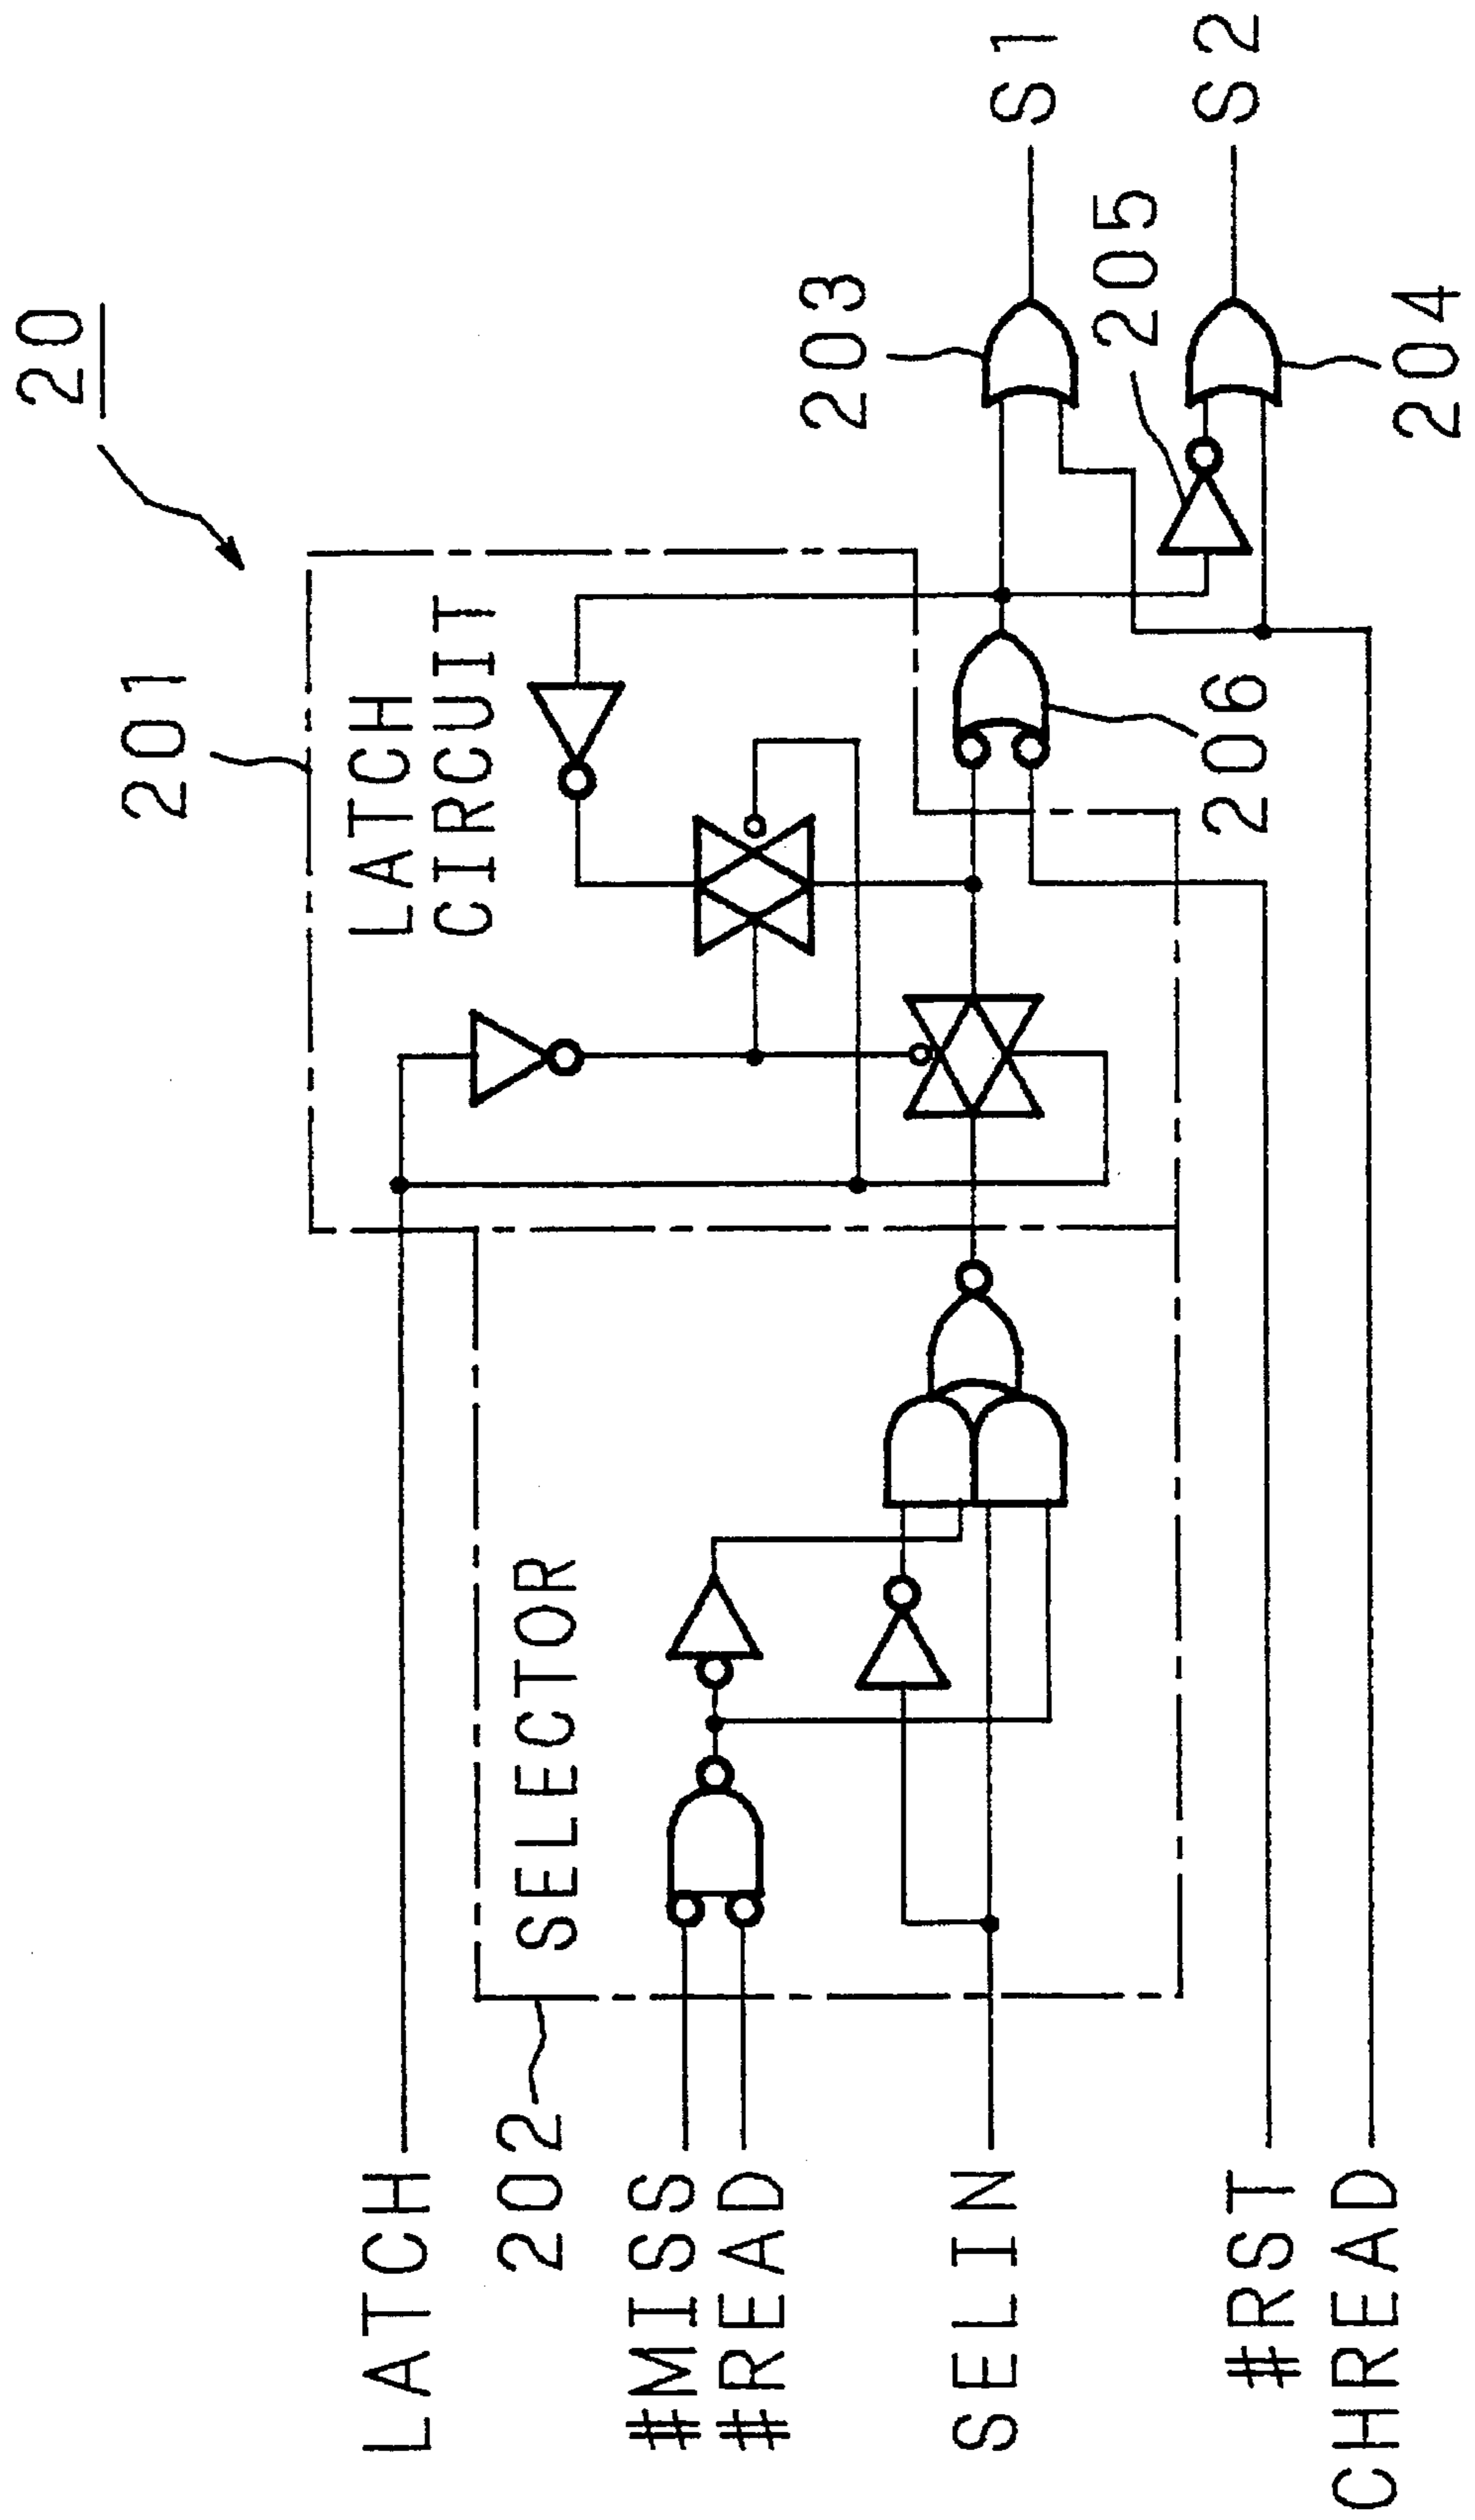 20
201
LATCH
CIRCUIT
203
S1
205
S2
204
206
SELECTOR
202
LATCH
#MISS
#READ
SELIN
#RST
CHREAD